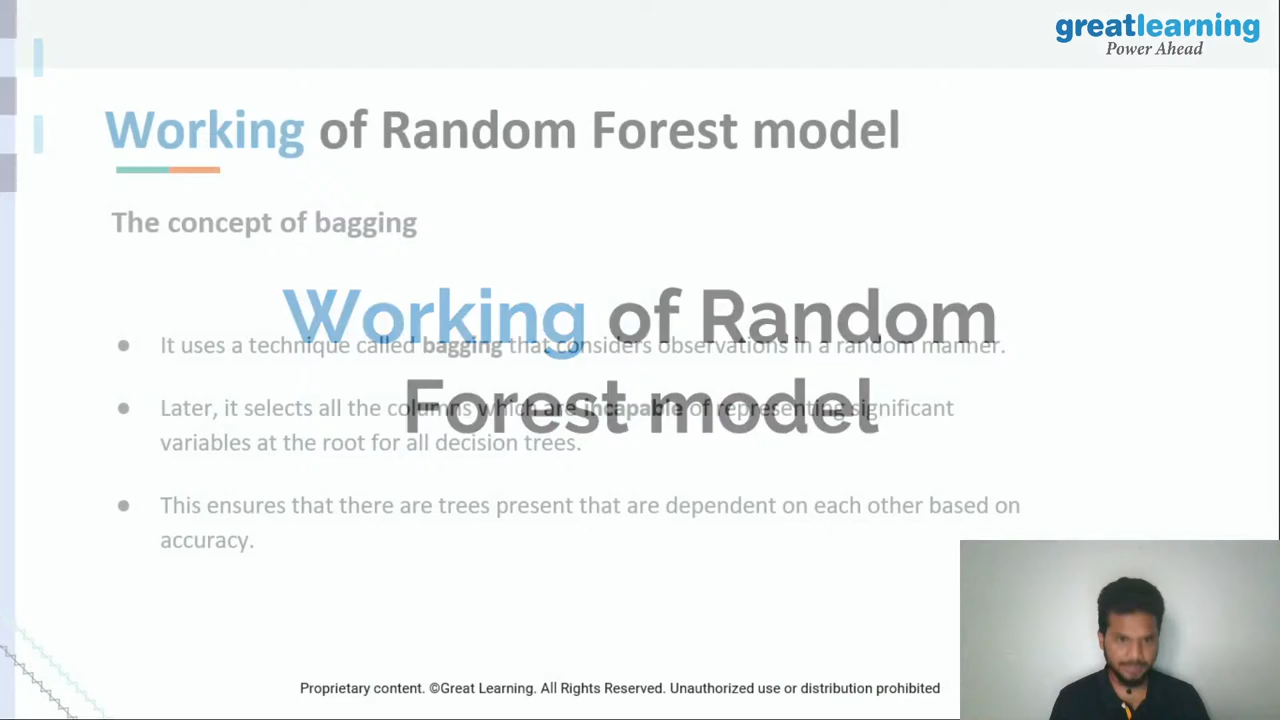 greatlearning
Power Ahead
Working of Random Forest model
The concept of bagging
Working of Random
Forest model
It uses a technique called bagging that considers observations in a random manner.
Later, it selects all the columns which are incapable of representing significant
variables at the root for all decision trees.
This ensures that there are trees present that are dependent on each other based on
accuracy.
Proprietary content. ©Great Learning. All Rights Reserved. Unauthorized use or distribution prohibited